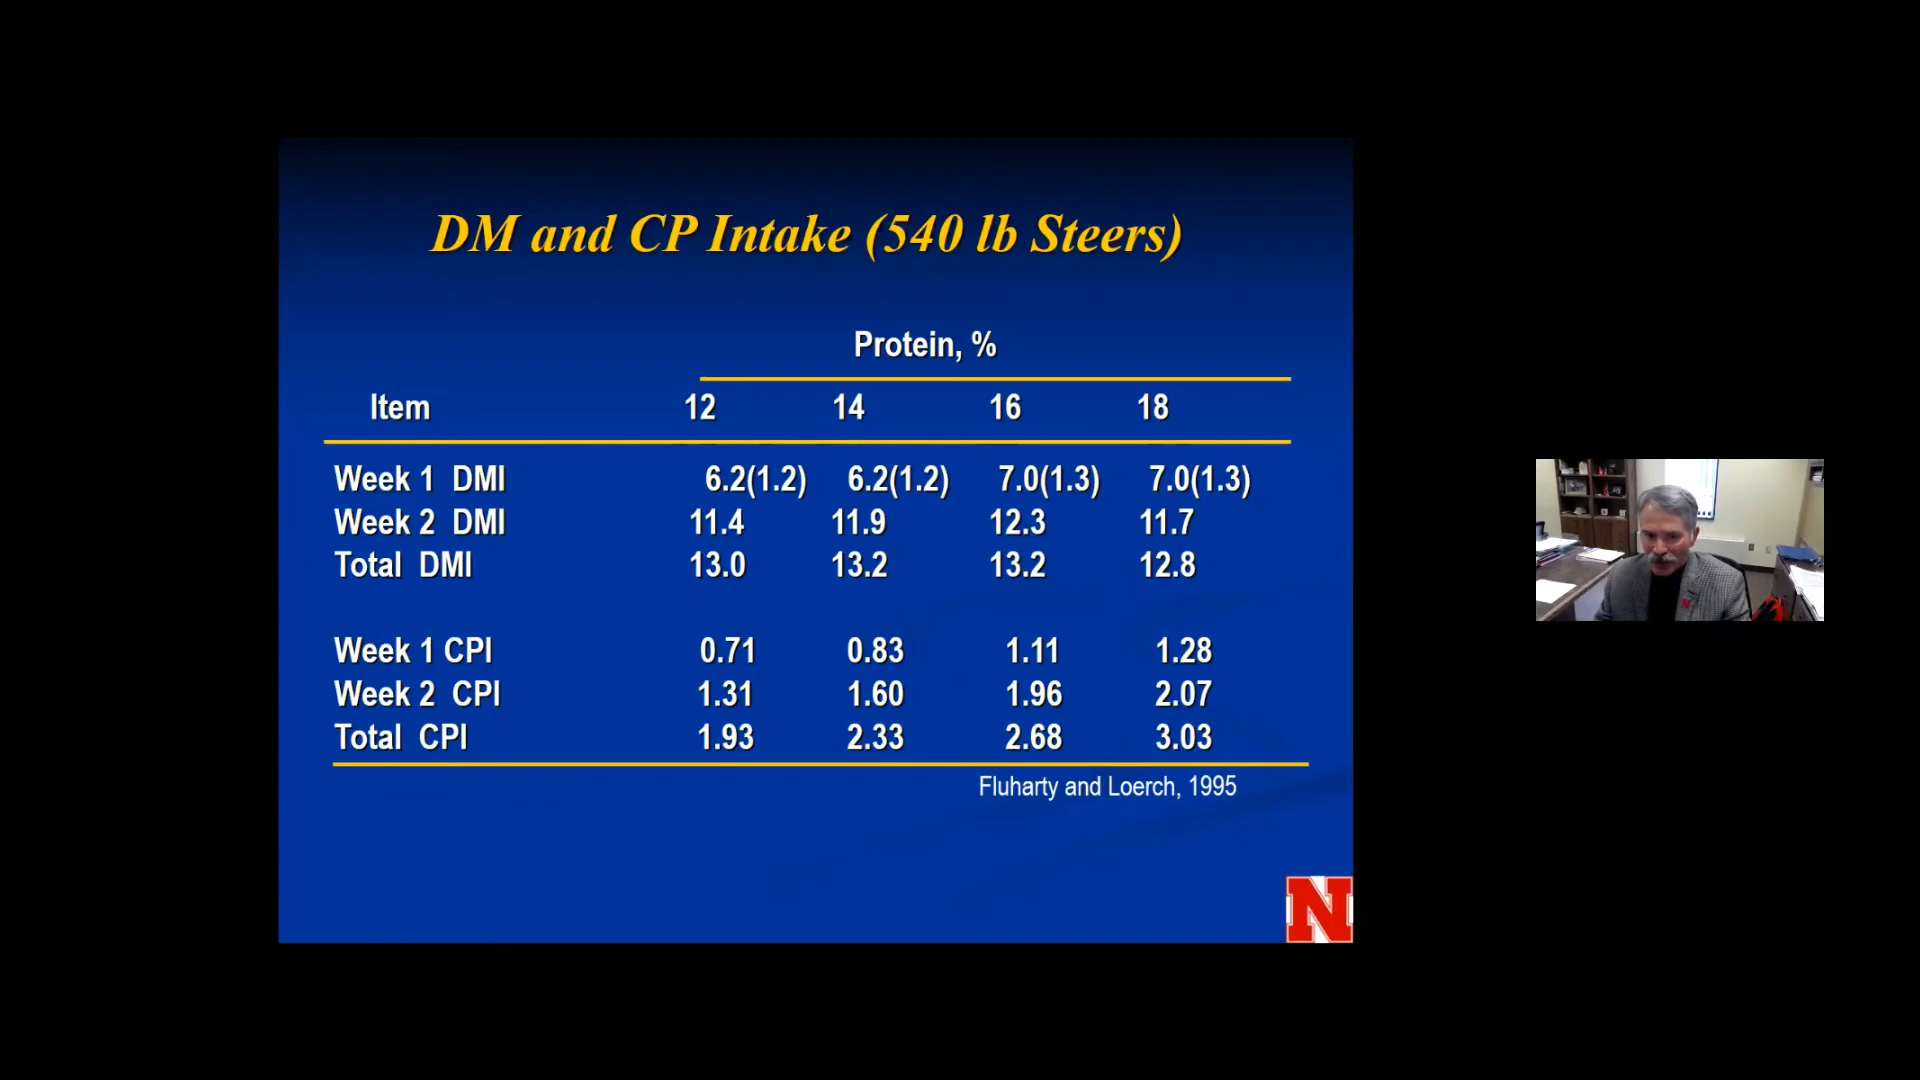 DM and CP Intake (540 lb Steers)
Protein, %
Item 12 14 16 18
Week 1 DMI 6.2(1.2) 6.2(1.2) 7.0(1.3) 7.0(1.3)
Week 2 DMI 11.4 11.9 12.3 11.7
Total DMI 13.0 13.2 13.2 12.8
Week 1 CPI 0.71 0.83 1.11 1.28
Week 2 CPI 1.31 1.60 1.96 2.07
Total CPI 1.93 2.33 2.68 3.03
Fluharty and Loerch, 1995
N